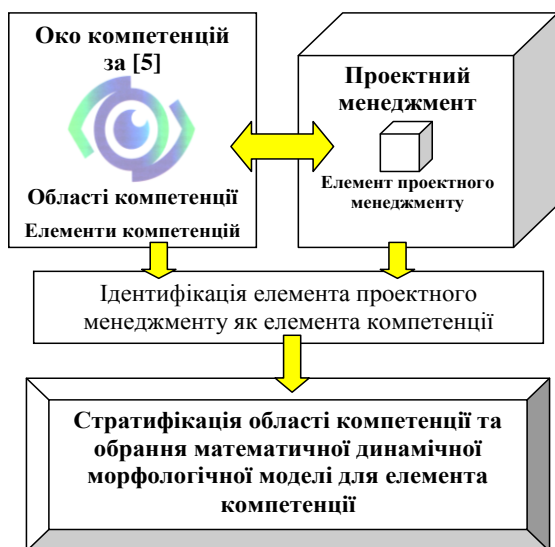 Око компетенцій
за [5]
Області компетенції
Елементи компетенцій
Проектний
менеджмент
Елемент проектного
менеджменту
Ідентифікація елемента проектного
менеджменту як елемента компетенції
Стратифікація області компетенції та
обрання математичної динамічної
морфологічної моделі для елемента
компетенції